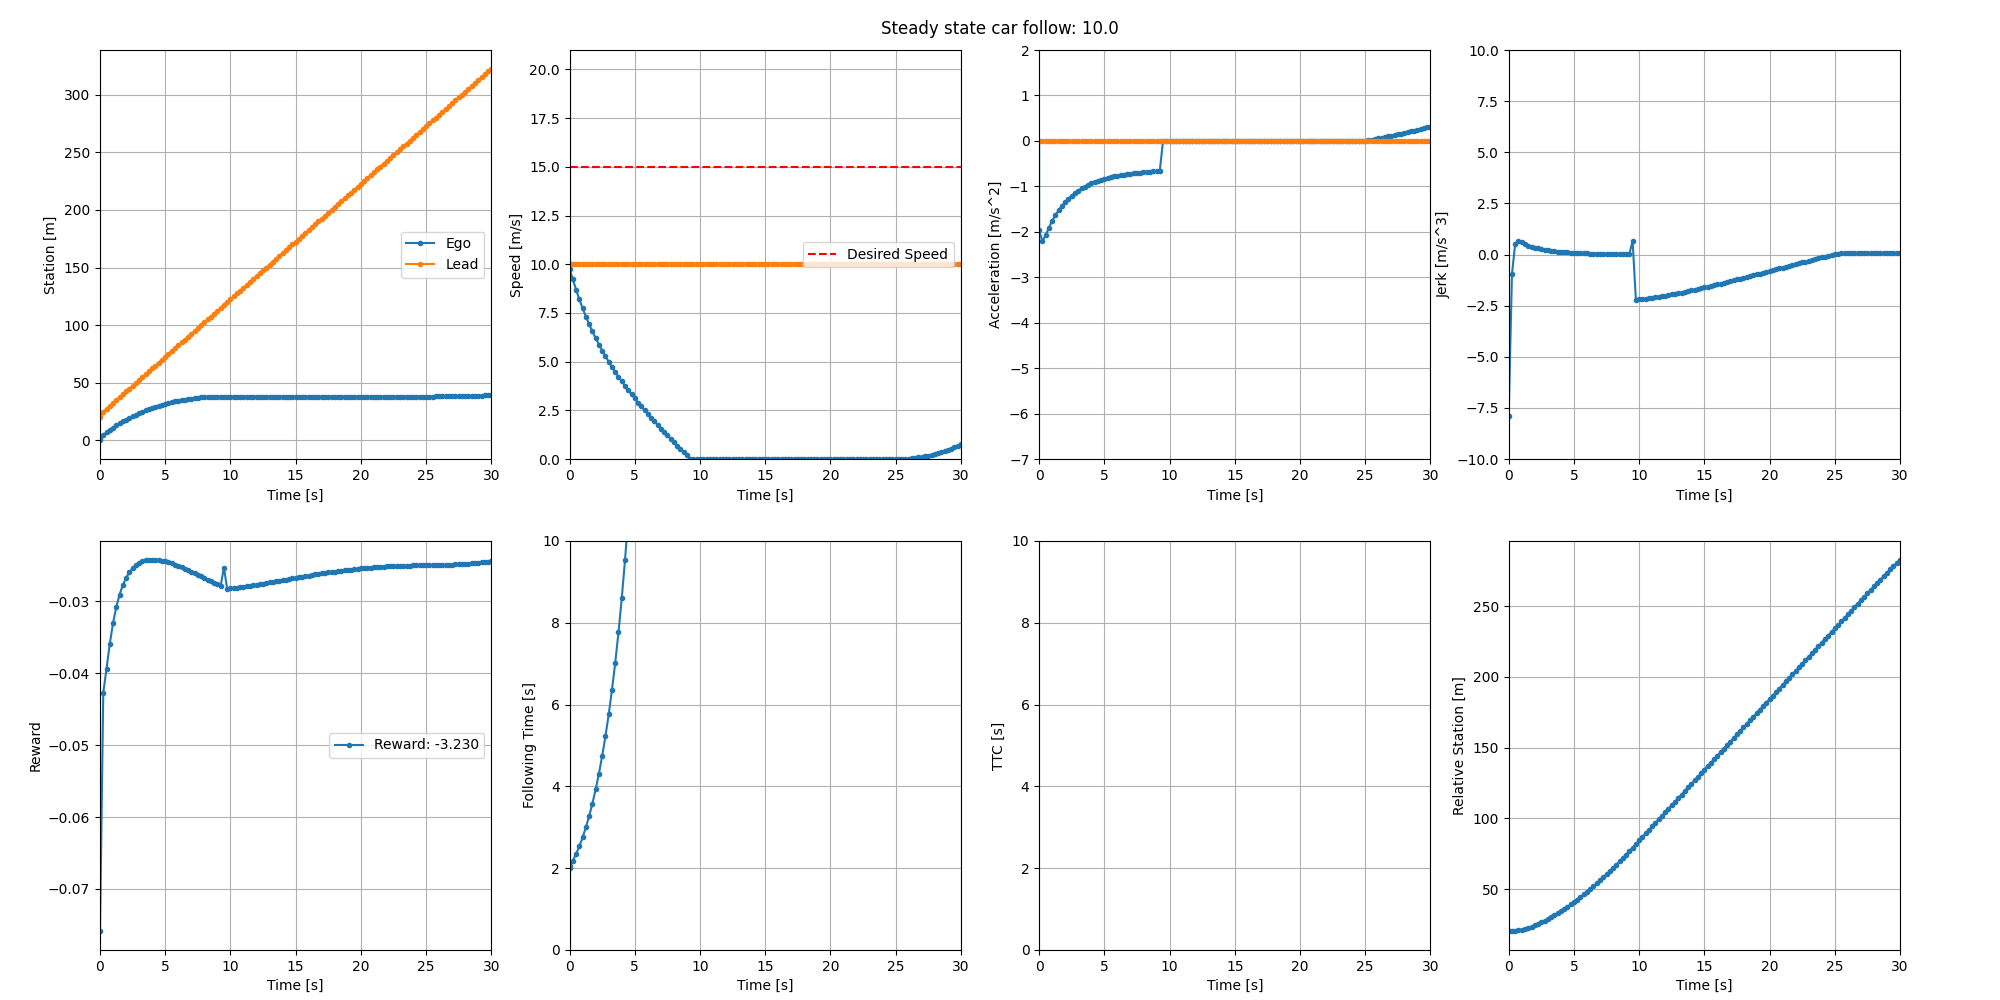 Steady state car follow: 10.0
Station [m]
300
250
200
150
100
50
0
Ego
Lead
0 5 10 15 20 25 30
Time [s]
Speed [m/s]
20.0
17.5
15.0
12.5
10.0
7.5
5.0
2.5
0.0
Desired Speed
0 5 10 15 20 25 30
Time [s]
Acceleration [m/s^2]
2
1
0
−1
−2
−3
−4
−5
−6
−7
0 5 10 15 20 25 30
Time [s]
Jerk [m/s^3]
10.0
7.5
5.0
2.5
0.0
−2.5
−5.0
−7.5
−10.0
0 5 10 15 20 25 30
Time [s]
Reward
−0.03
−0.04
−0.05
−0.06
−0.07
Reward: -3.230
0 5 10 15 20 25 30
Time [s]
Following Time [s]
10
8
6
4
2
0
0 5 10 15 20 25 30
Time [s]
TTC [s]
10
8
6
4
2
0
0 5 10 15 20 25 30
Time [s]
Relative Station [m]
250
200
150
100
50
0 5 10 15 20 25 30
Time [s]